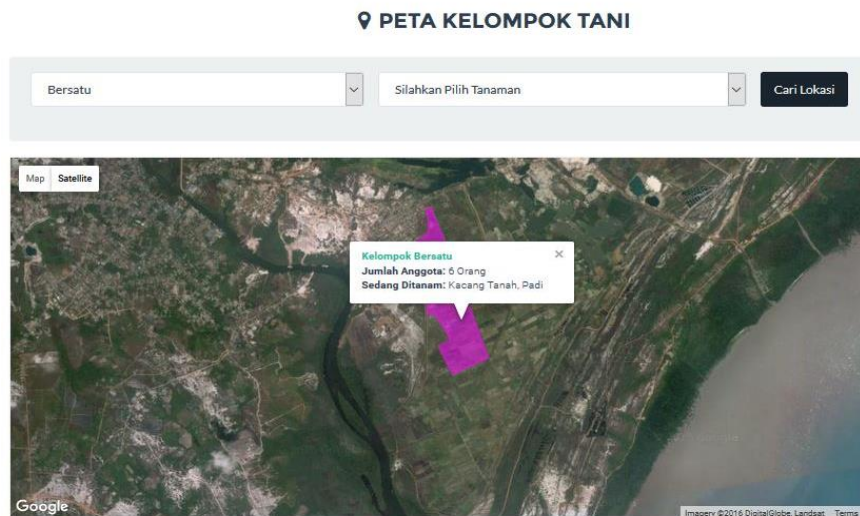 PETA KELOMPOK TANI
Bersatu
Silahkan Pilih Tanaman
Cari Lokasi
Map Satellite
Kelompok Bersatu
Jumlah Anggota: 6 Orang
Sedang Ditanam: Kacang Tanah, Padi
Google
Imagery ©2016 DigitalGlobe, Landsat Terms